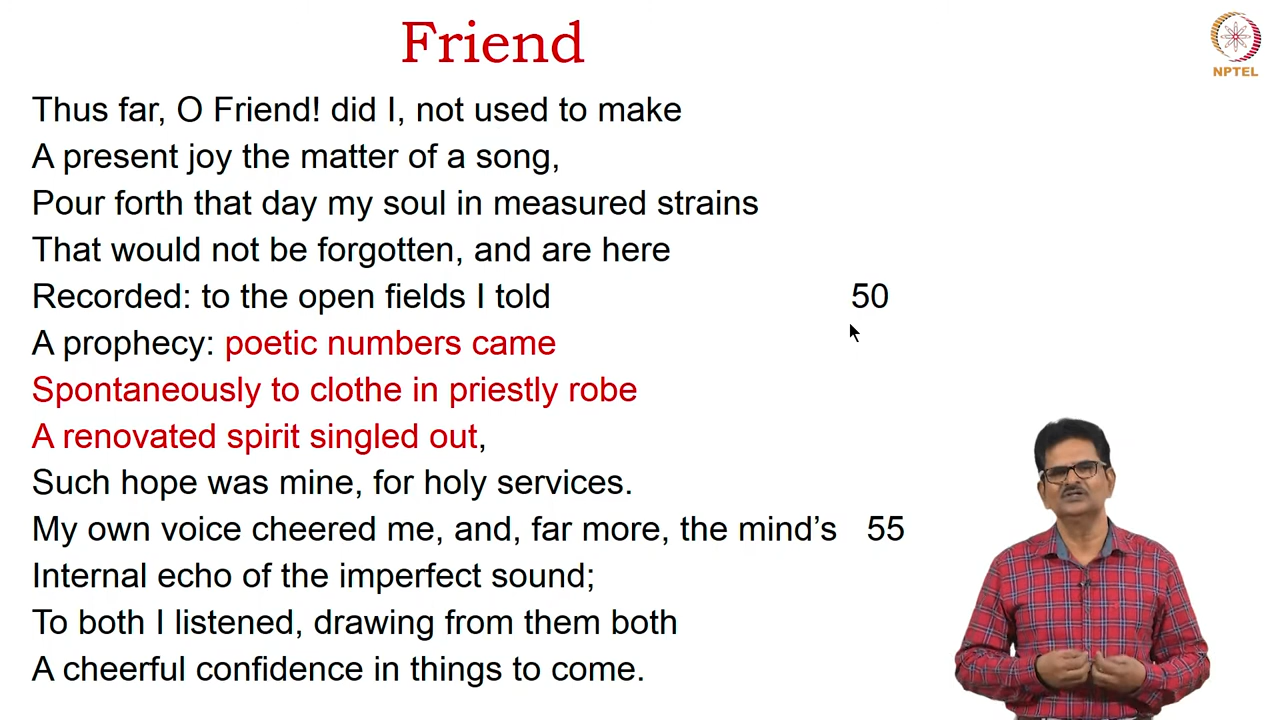 Friend
NPTEL
Thus far, O Friend! did I, not used to make
A present joy the matter of a song,
Pour forth that day my soul in measured strains
That would not be forgotten, and are here
Recorded: to the open fields I told 50
A prophecy: poetic numbers came
Spontaneously to clothe in priestly robe
A renovated spirit singled out,
Such hope was mine, for holy services.
My own voice cheered me, and, far more, the mind’s 55
Internal echo of the imperfect sound;
To both I listened, drawing from them both
A cheerful confidence in things to come.